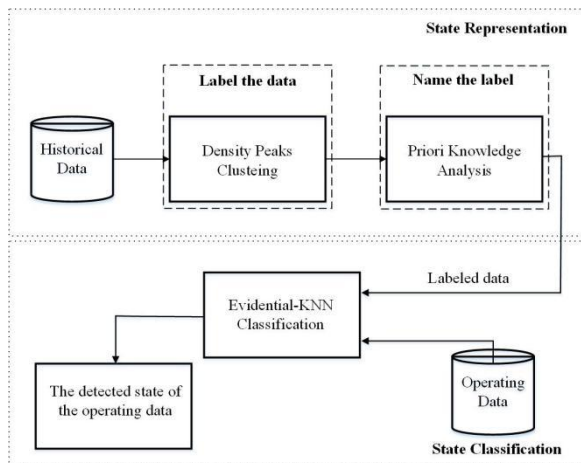 State Representation
Label the data
Name the label
Historical
Data
Density Peaks
Clusteing
Priori Knowledge
Analysis
Labeled data
Evidential-KNN
Classification
The detected state of
the operating data
Operating
Data
State Classification